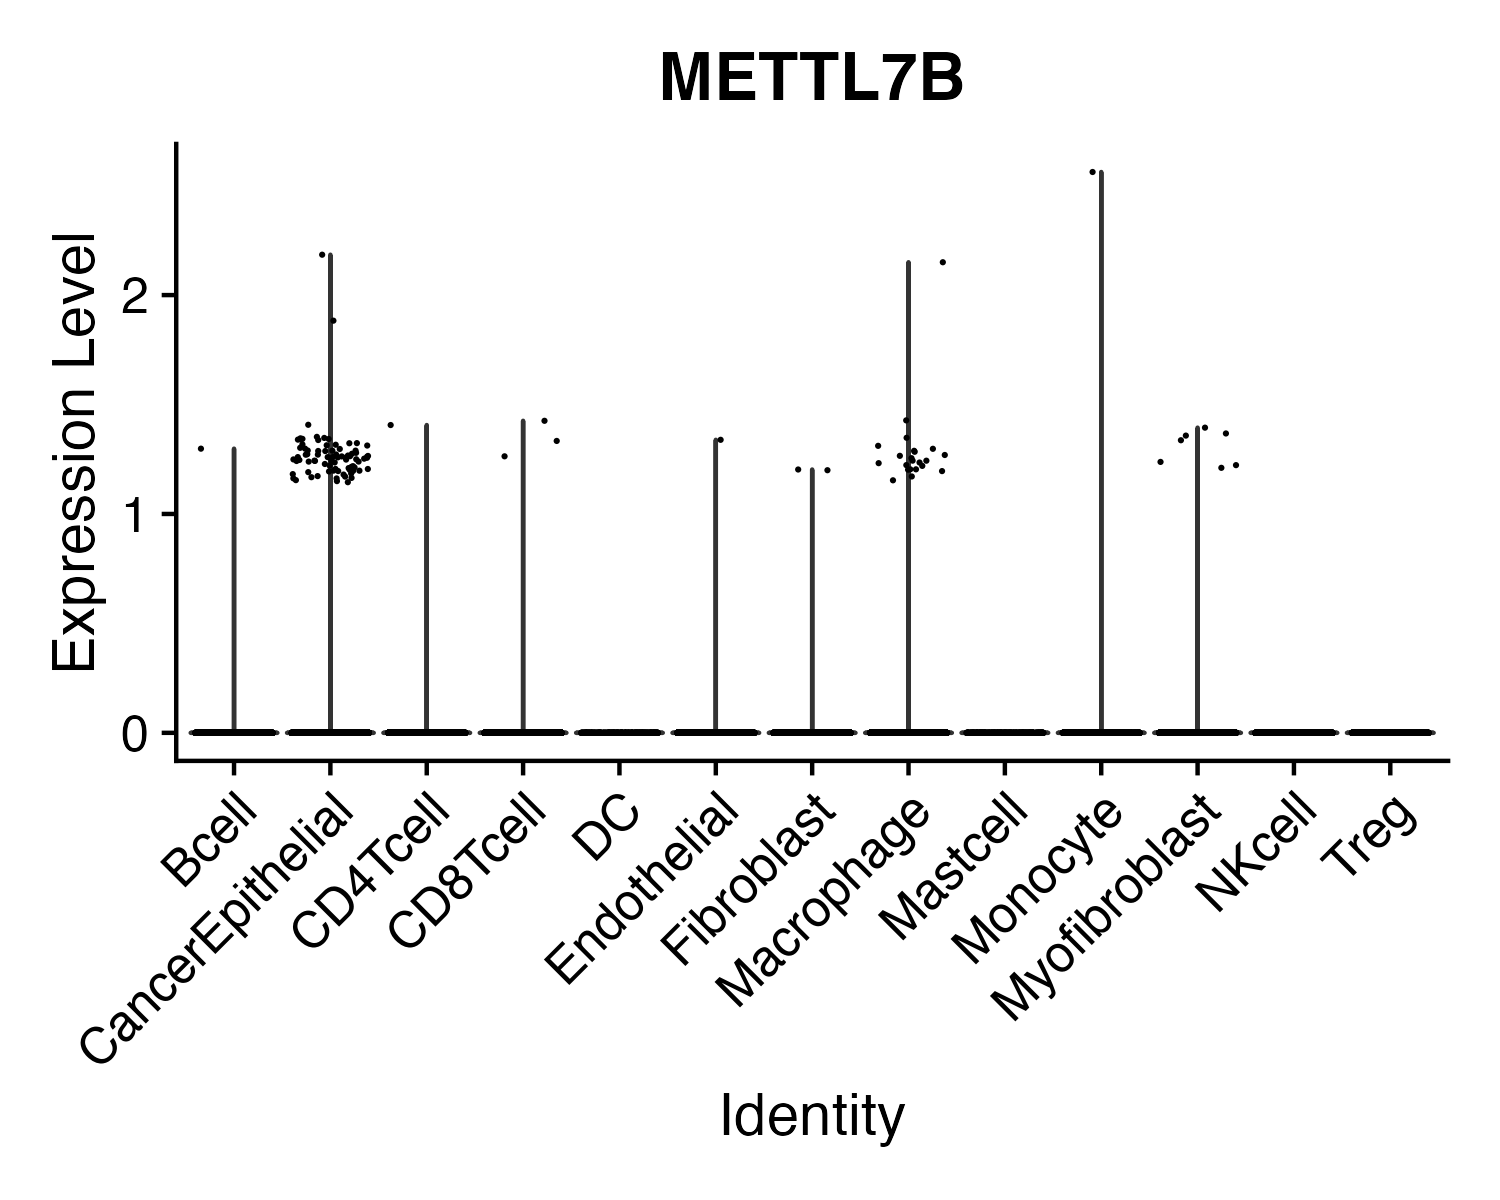 METTL7B
Expression Level
2
1
0
Bcell
CancerEpithelial
CD4Tcell
CD8Tcell
DC
Endothelial
Fibroblast
Macrophage
Mastcell
Monocyte
Myofibroblast
NKcell
Treg
Identity